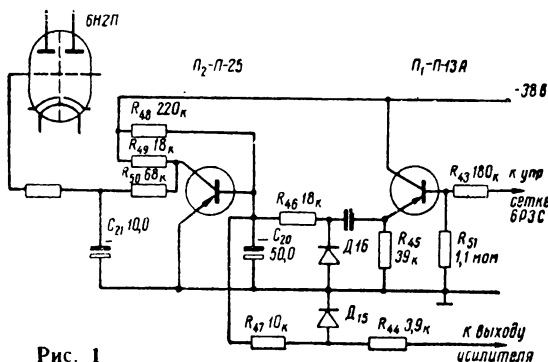 6Н2П
П₂-П-25
П₁-П-13А
-38 в
R₄₈ 220к
R₄₉ 18к
R₅₀ 68к
R₄₃ 180к
к упр
сетке
6Р3С
R₄₆ 18к
C₂₁ 10,0
C₂₀
50,0
Д16
R₄₅
39к
R₅₁
1,1 мом
Д15
R₄₇ 10к
R₄₄ 3,9к
к выходу
усилителя
Рис. 1